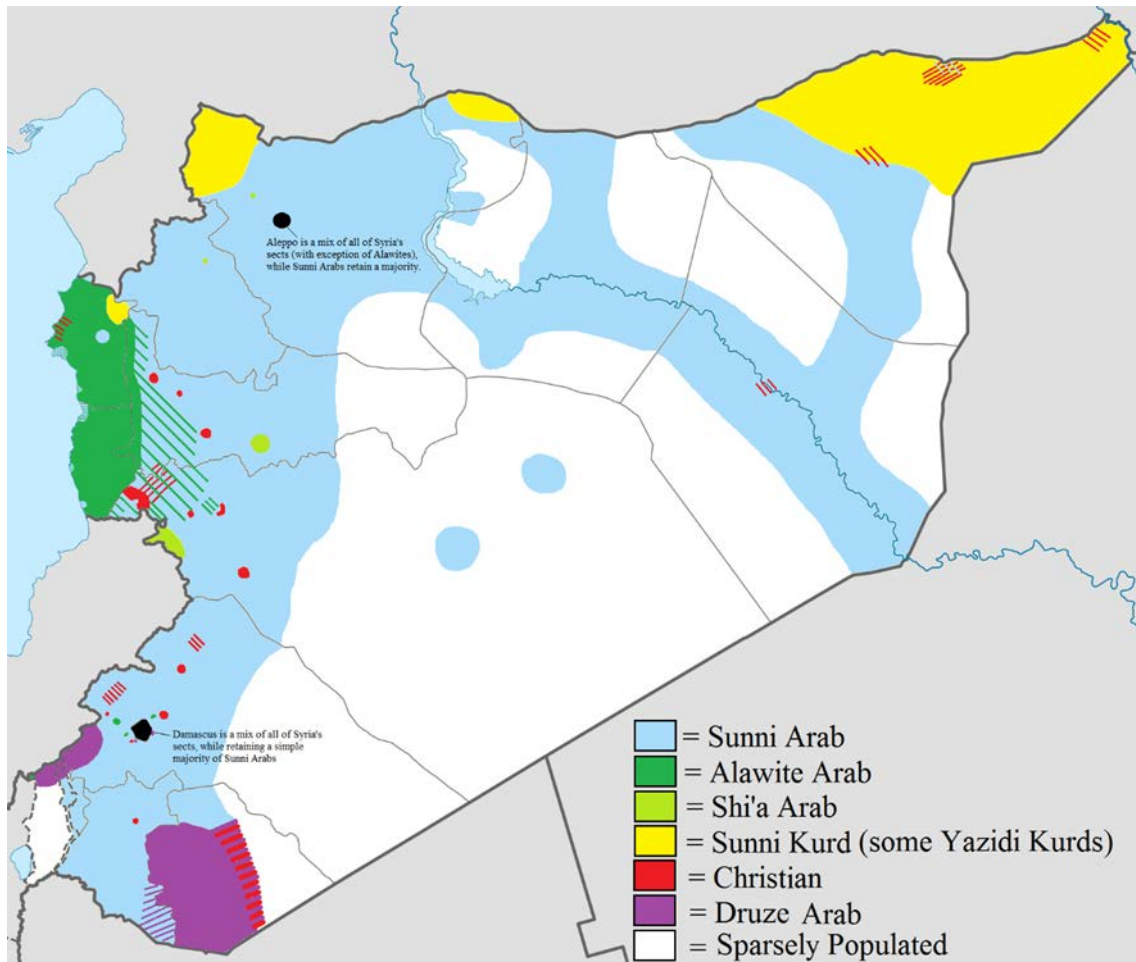 Aleppo is a mix of all of Syria's
sects (with exception of Alawites),
while Sunni Arabs retain a majority.
Damascus is a mix of all of Syria's
sects, while retaining a simple
majority of Sunni Arabs
= Sunni Arab
= Alawite Arab
= Shi'a Arab
= Sunni Kurd (some Yazidi Kurds)
= Christian
= Druze Arab
= Sparsely Populated